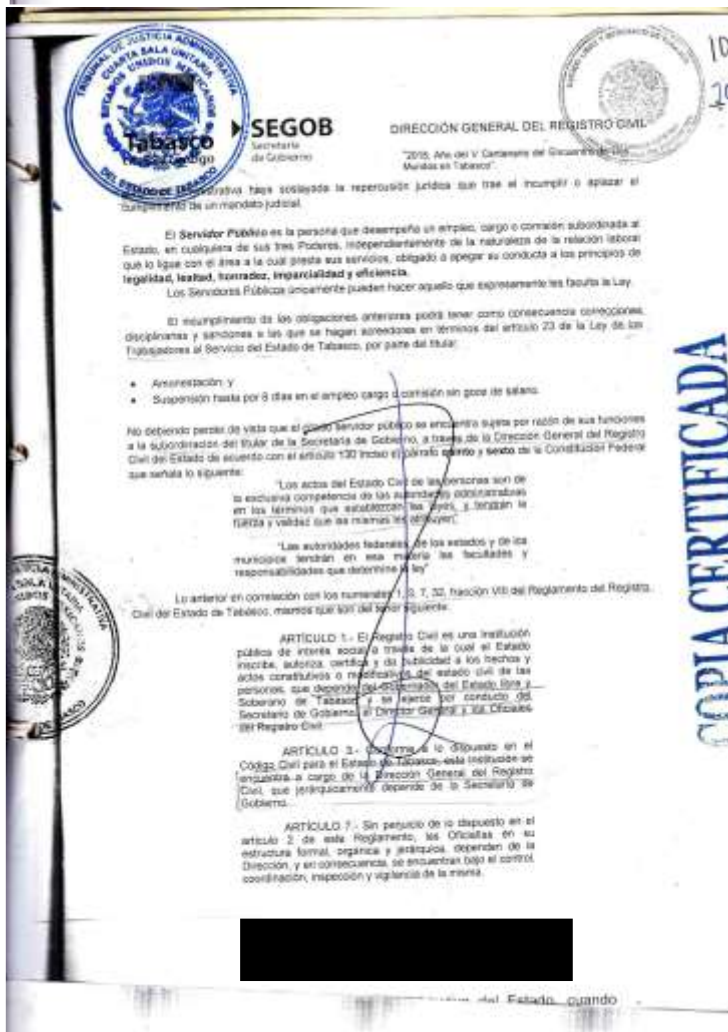 TRIBUNAL DE JUSTICIA ADMINISTRATIVA
CUARTA SALA UNITARIA
ESTADOS UNIDOS MEXICANOS
DEL ESTADO DE TABASCO
10
20
Tabasco
SEGOB
Secretaría
de Gobierno
DIRECCIÓN GENERAL DEL REGISTRO CIVIL
"2018, Año del V Centenario del Encuentro de Dos
Mundos en Tabasco".
haya soslayada la repercusión jurídica que trae el incumplir o aplazar el
cumplimiento de un mandato judicial.
El Servidor Público es la persona que desempeña un empleo, cargo o comisión subordinada al
Estado, en cualquiera de sus tres Poderes, independientemente de la naturaleza de la relación laboral
que lo ligue con el área a la cual presta sus servicios, obligado a apegar su conducta a los principios de
legalidad, lealtad, honradez, imparcialidad y eficiencia.
Los Servidores Públicos únicamente pueden hacer aquello que expresamente les faculta la Ley.
El incumplimiento de las obligaciones anteriores podrá tener como consecuencia correcciones
disciplinarias y sanciones a las que se hagan acreedores en términos del artículo 23 de la Ley de los
Trabajadores al Servicio del Estado de Tabasco, por parte del titular:
• Amonestación; y
• Suspensión hasta por 8 días en el empleo cargo o comisión sin goce de salario.
No debiendo perder de vista que el servidor público se encuentra sujeta por razón de sus funciones
a la subordinación del titular de la Secretaría de Gobierno, a través de la Dirección General del Registro
Civil del Estado de acuerdo con el artículo 130 inciso e) párrafo quinto y sexto de la Constitución Federal
que señala lo siguiente:
"Los actos del Estado Civil de las personas son de
la exclusiva competencia de las autoridades administrativas
en los términos que establezcan las leyes, y tendrán la
fuerza y validez que las mismas les atribuyen;
"Las autoridades federales, de los estados y de los
municipios tendrán en esa materia las facultades y
responsabilidades que determine la ley"
Lo anterior en correlación con los numerales 1, 3, 7, 32, fracción VIII del Reglamento del Registro
Civil del Estado de Tabasco, mismos que son del tenor siguiente:
ARTÍCULO 1.- El Registro Civil es una institución
pública de interés social a través de la cual el Estado
inscribe, autoriza, certifica y da publicidad a los hechos y
actos constitutivos o modificativos del estado civil de las
personas, que depende del Gobernador del Estado libre y
Soberano de Tabasco y se ejerce por conducto del
Secretario de Gobierno, el Director General y los Oficiales
del Registro Civil.
ARTÍCULO 3.- Conforme a lo dispuesto en el
Código Civil para el Estado de Tabasco, esta Institución se
encuentra a cargo de la Dirección General del Registro
Civil, que jerárquicamente depende de la Secretaría de
Gobierno.
ARTÍCULO 7.- Sin perjuicio de lo dispuesto en el
artículo 2 de este Reglamento, las Oficialías en su
estructura formal, orgánica y jerárquica, dependen de la
Dirección, y en consecuencia, se encuentran bajo el control,
coordinación, inspección y vigilancia de la misma.
del Estado, cuando
COPIA CERTIFICADA